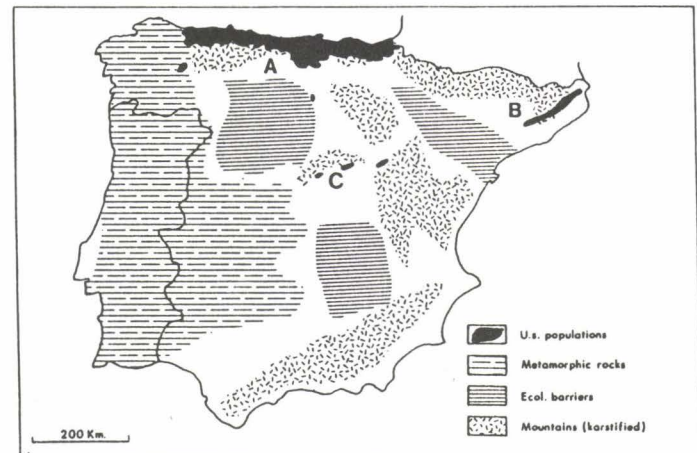 A
B
C
U.s. populations
Metamorphic rocks
Ecol. barriers
Mountains (karstified)
200 Km.